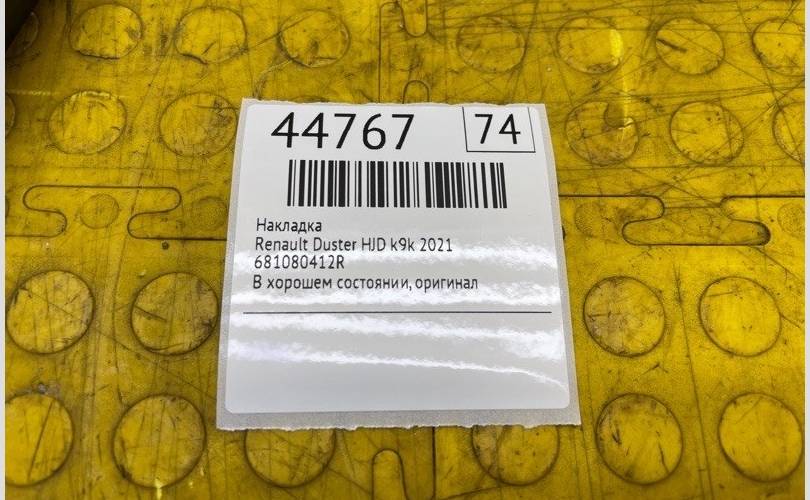 44767 74
Накладка
Renault Duster HJD k9k 2021
681080412R
В хорошем состоянии, оригинал